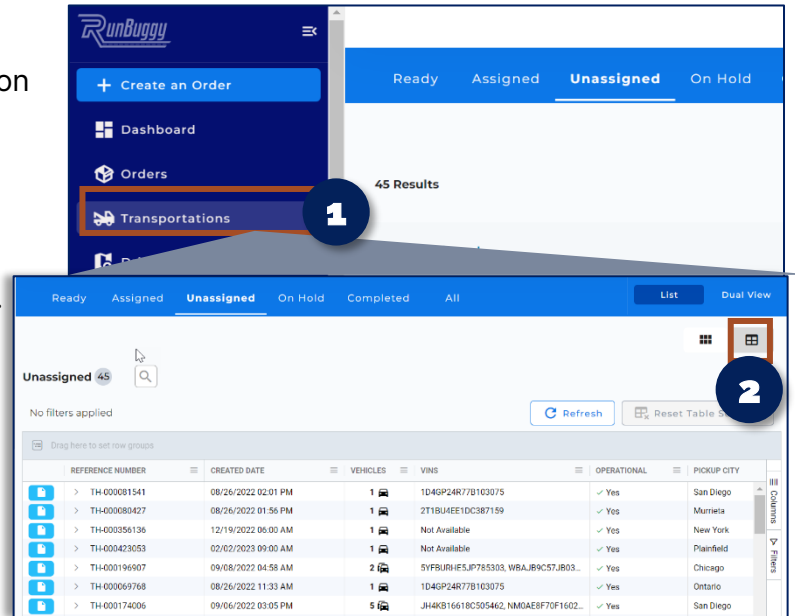 RunBuggy
on
+ Create an Order
Ready Assigned Unassigned On Hold
Dashboard
Orders
45 Results
Transportations
1
Ready Assigned Unassigned On Hold Completed All List Dual View
2
Unassigned 45
No filters applied Refresh Reset Table
Drag here to set row groups
REFERENCE NUMBER CREATED DATE VEHICLES VINS OPERATIONAL PICKUP CITY
TH-000081541 08/26/2022 02:01 PM 1 1D4GP24R77B103075 Yes San Diego
TH-000080427 08/26/2022 01:56 PM 1 2T1BU4EE1DC387159 Yes Murrieta
TH-000356136 12/19/2022 06:00 AM 1 Not Available Yes New York
TH-000423053 02/02/2023 09:00 AM 1 Not Available Yes Plainfield
TH-000196907 09/08/2022 04:58 AM 2 5YFBURHE5JP785303, WBAJB9C57JB03... Yes Chicago
TH-000069768 08/26/2022 11:33 AM 1 1D4GP24R77B103075 Yes Ontario
TH-000174006 09/06/2022 03:05 PM 5 JH4KB16618C505462, NM0AE8F70F1602... Yes San Diego
Columns
Filters